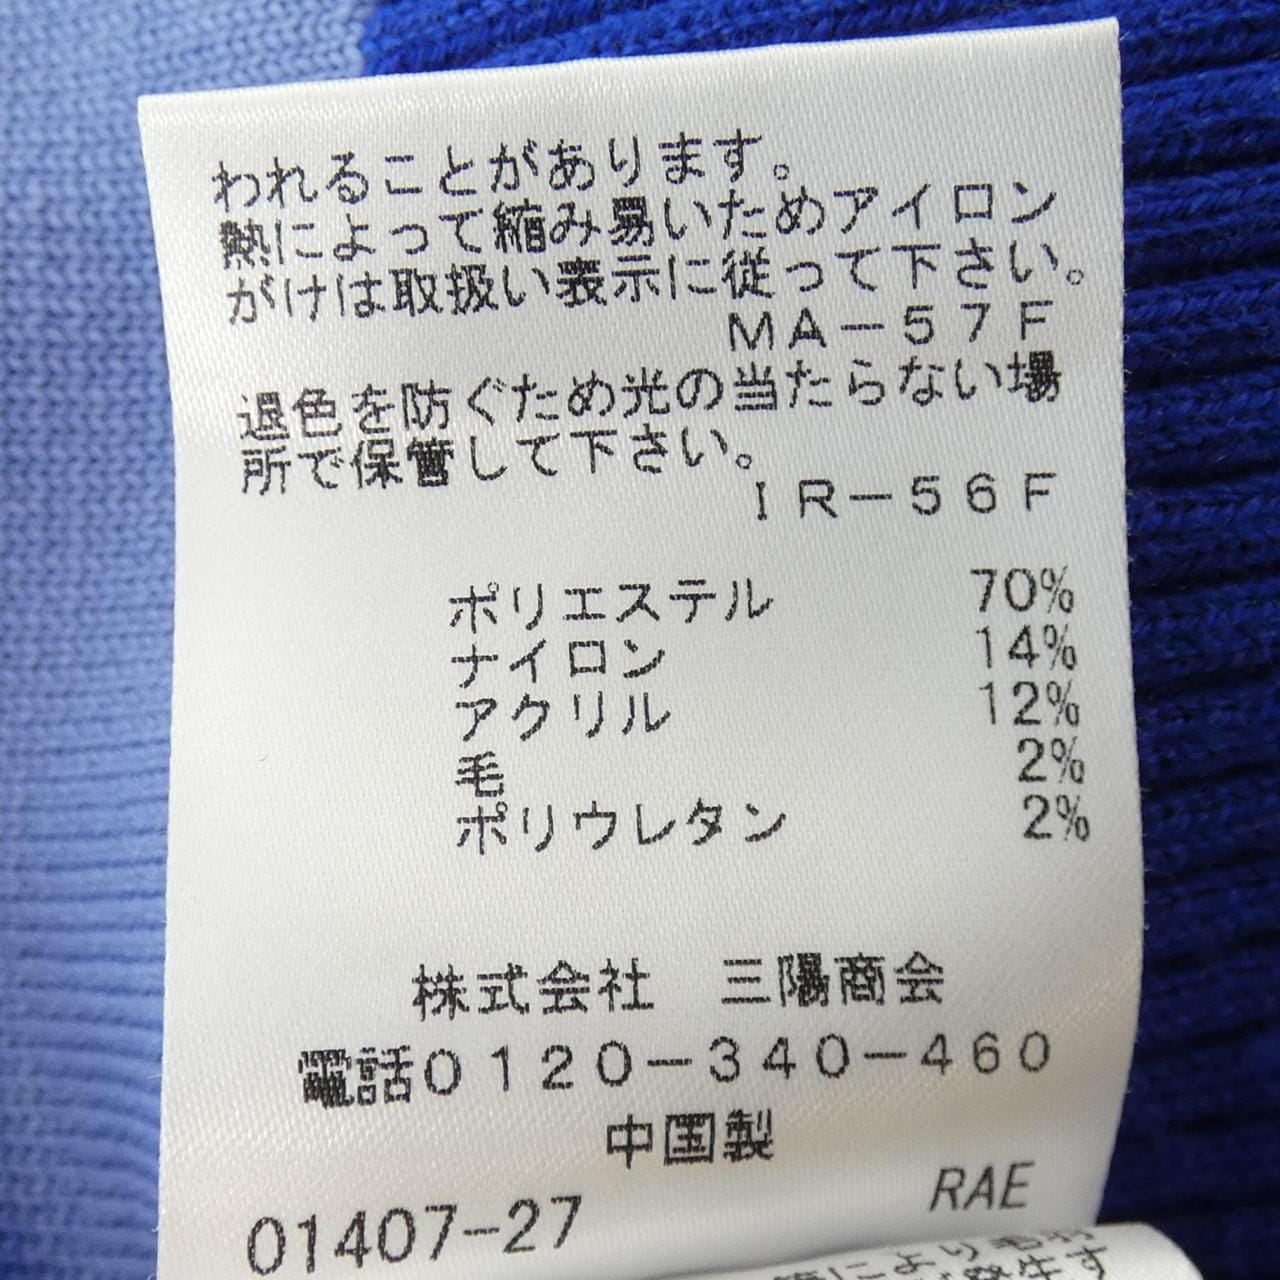 われることがあります。
熱によって縮み易いためアイロン
がけは取扱い表示に従って下さい。
ＭＡ－５７Ｆ
退色を防ぐため光の当たらない場
所で保管して下さい。
ＩＲ－５６Ｆ
ポリエステル 70%
ナイロン 14%
アクリル 12%
毛 2%
ポリウレタン 2%
株式会社　三陽商会
電話０１２０－３４０－４６０
中国製
RAE
01407-27
により
発生す